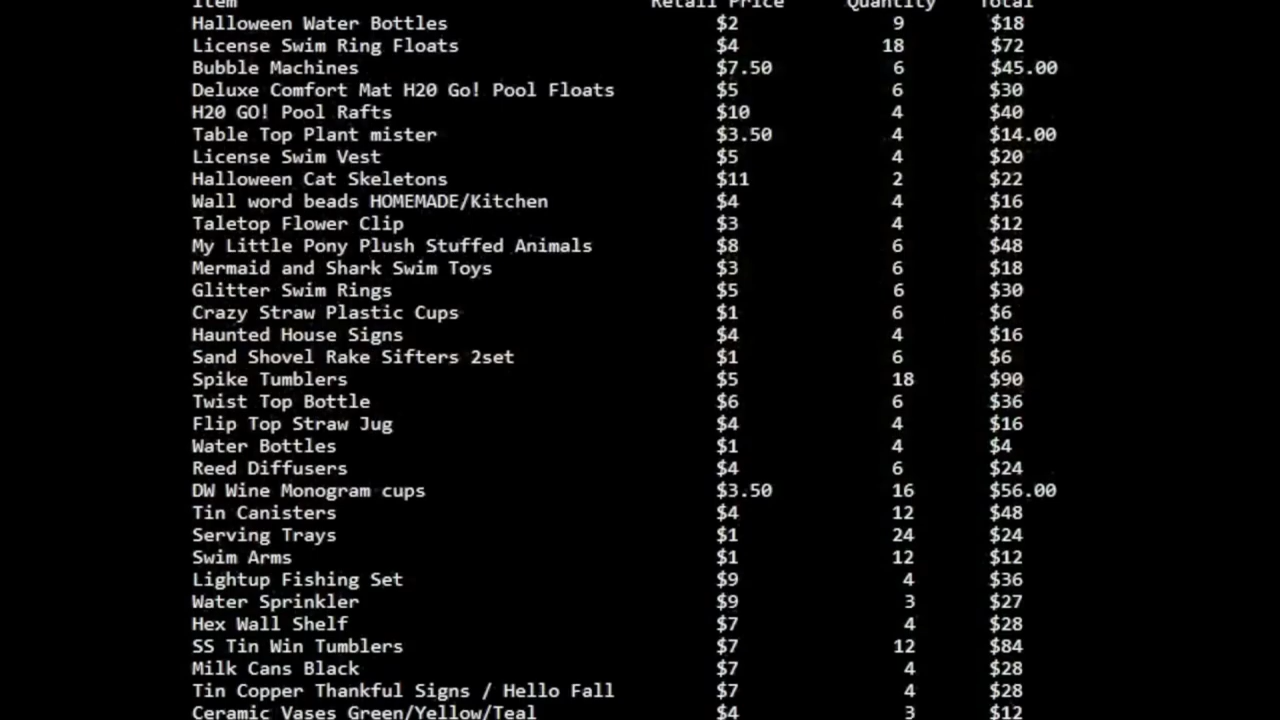 Item Retail Price Quantity Total
Halloween Water Bottles $2 9 $18
License Swim Ring Floats $4 18 $72
Bubble Machines $7.50 6 $45.00
Deluxe Comfort Mat H20 Go! Pool Floats $5 6 $30
H20 GO! Pool Rafts $10 4 $40
Table Top Plant mister $3.50 4 $14.00
License Swim Vest $5 4 $20
Halloween Cat Skeletons $11 2 $22
Wall word beads HOMEMADE/Kitchen $4 4 $16
Taletop Flower Clip $3 4 $12
My Little Pony Plush Stuffed Animals $8 6 $48
Mermaid and Shark Swim Toys $3 6 $18
Glitter Swim Rings $5 6 $30
Crazy Straw Plastic Cups $1 6 $6
Haunted House Signs $4 4 $16
Sand Shovel Rake Sifters 2set $1 6 $6
Spike Tumblers $5 18 $90
Twist Top Bottle $6 6 $36
Flip Top Straw Jug $4 4 $16
Water Bottles $1 4 $4
Reed Diffusers $4 6 $24
DW Wine Monogram cups $3.50 16 $56.00
Tin Canisters $4 12 $48
Serving Trays $1 24 $24
Swim Arms $1 12 $12
Lightup Fishing Set $9 4 $36
Water Sprinkler $9 3 $27
Hex Wall Shelf $7 4 $28
SS Tin Win Tumblers $7 12 $84
Milk Cans Black $7 4 $28
Tin Copper Thankful Signs / Hello Fall $7 4 $28
Ceramic Vases Green/Yellow/Teal $4 3 $12